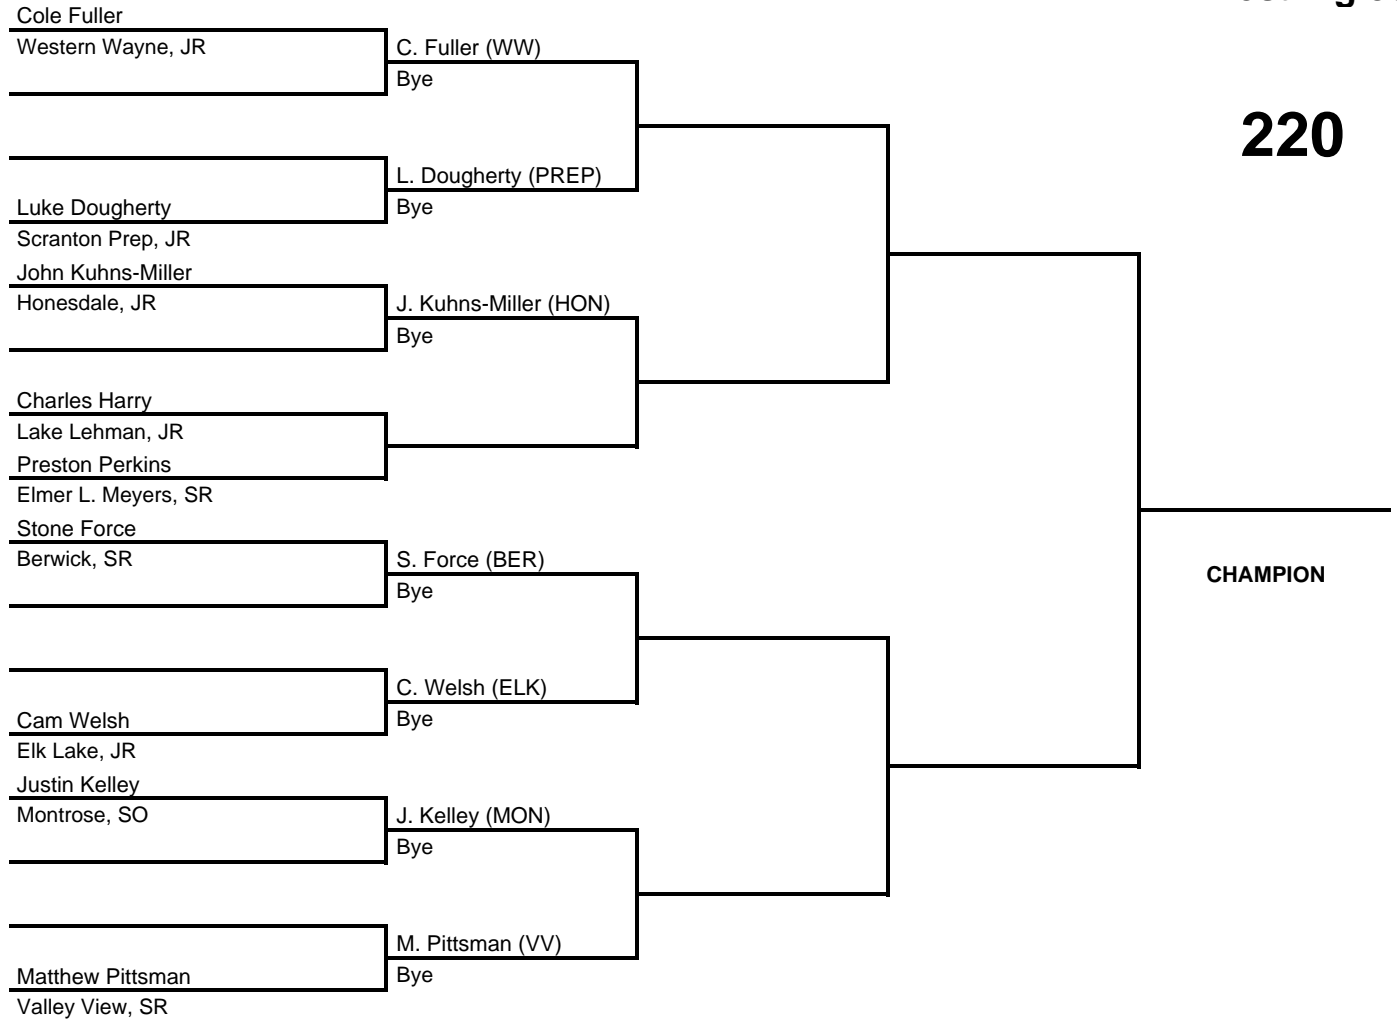 Cole Fuller
Western Wayne, JR
C. Fuller (WW)
Bye
220
L. Dougherty (PREP)
Bye
Luke Dougherty
Scranton Prep, JR
John Kuhns-Miller
Honesdale, JR
J. Kuhns-Miller (HON)
Bye
Charles Harry
Lake Lehman, JR
Preston Perkins
Elmer L. Meyers, SR
Stone Force
Berwick, SR
S. Force (BER)
Bye
CHAMPION
C. Welsh (ELK)
Bye
Cam Welsh
Elk Lake, JR
Justin Kelley
Montrose, SO
J. Kelley (MON)
Bye
M. Pittsman (VV)
Bye
Matthew Pittsman
Valley View, SR